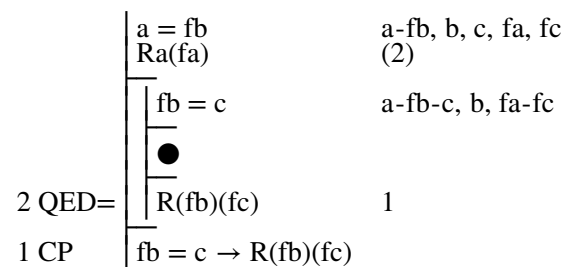 a = fb a-fb, b, c, fa, fc
Ra(fa) (2)
fb = c a-fb-c, b, fa-fc
●
2 QED= R(fb)(fc) 1
1 CP fb = c → R(fb)(fc)